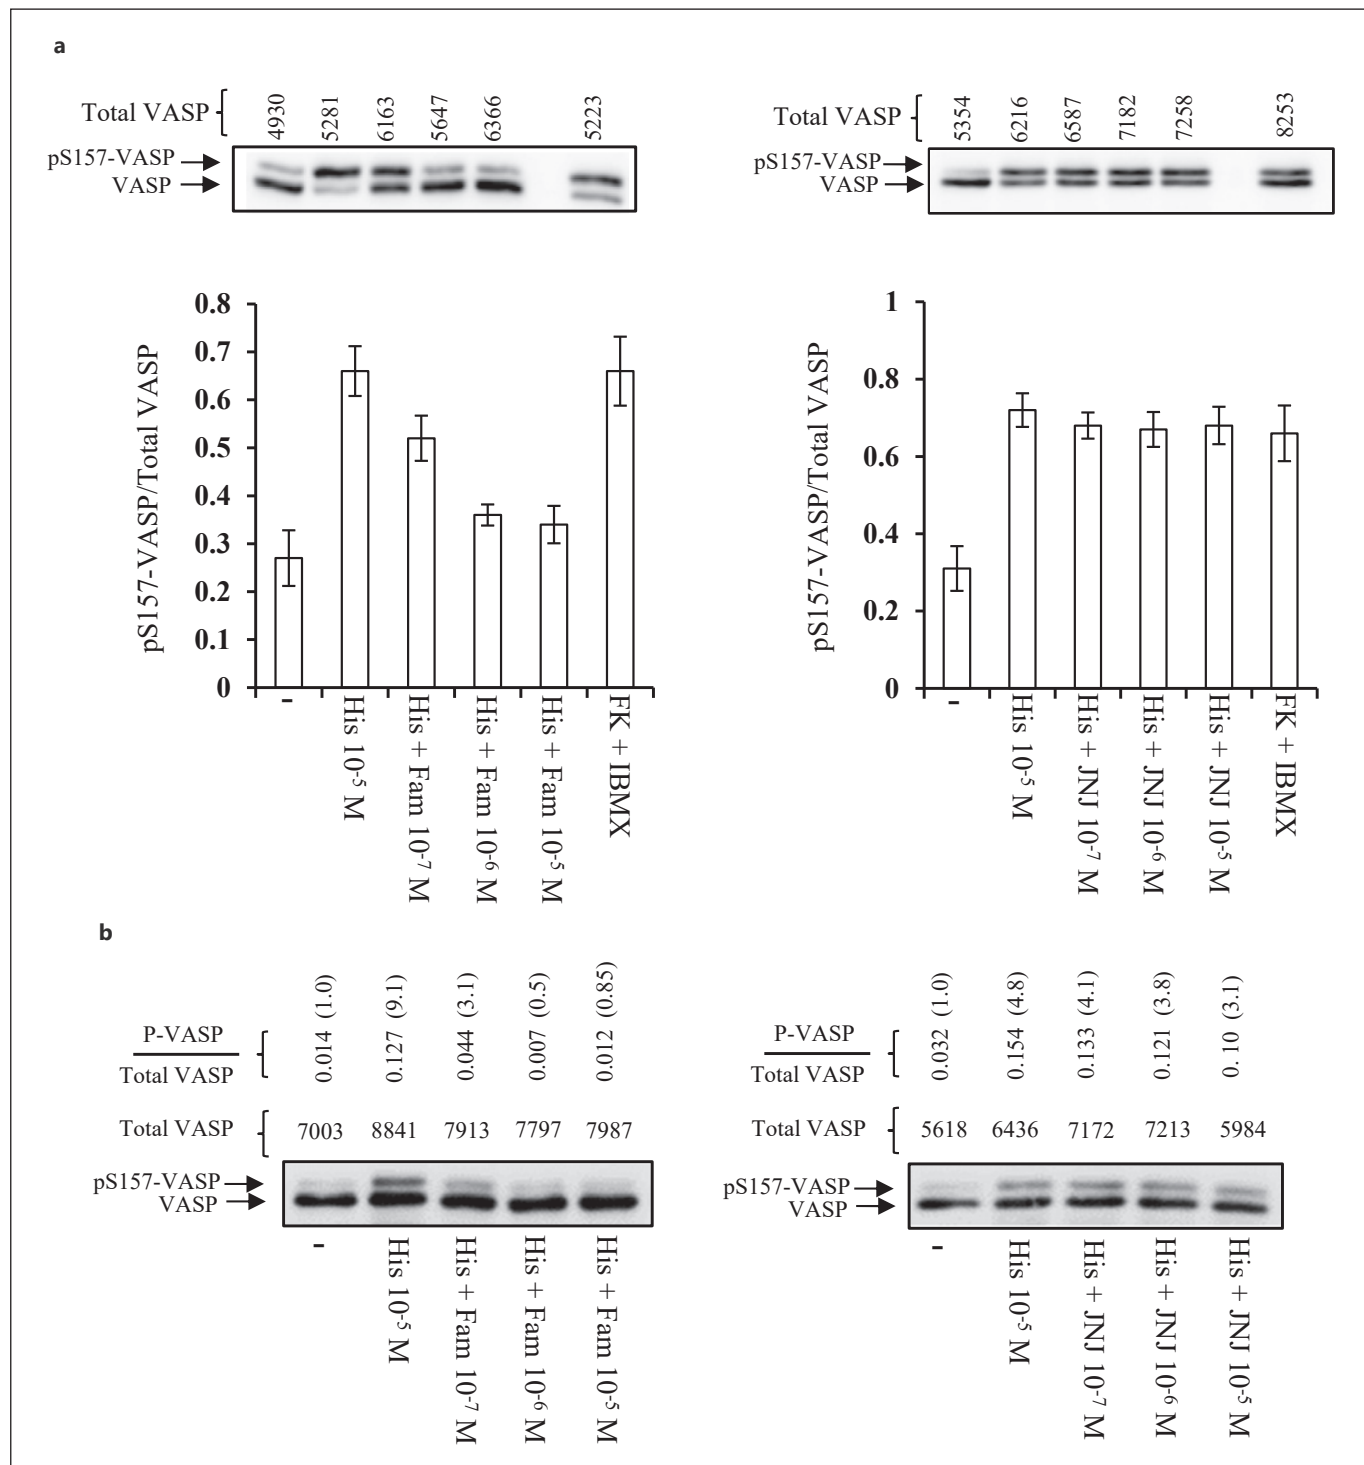 a
Total VASP
4930 5281 6163 5647 6366 5223
pS157-VASP
VASP
Total VASP
5354 6216 6587 7182 7258 8253
pS157-VASP
VASP
pS157-VASP/Total VASP
0.8
0.7
0.6
0.5
0.4
0.3
0.2
0.1
0
-
His 10-5 M
His + Fam 10-7 M
His + Fam 10-6 M
His + Fam 10-5 M
FK + IBMX
pS157-VASP/Total VASP
1
0.8
0.6
0.4
0.2
0
-
His 10-5 M
His + JNJ 10-7 M
His + JNJ 10-6 M
His + JNJ 10-5 M
FK + IBMX
b
P-VASP
Total VASP
0.014 (1.0)
0.127 (9.1)
0.044 (3.1)
0.007 (0.5)
0.012 (0.85)
Total VASP
7003 8841 7913 7797 7987
pS157-VASP
VASP
-
His 10-5 M
His + Fam 10-7 M
His + Fam 10-6 M
His + Fam 10-5 M
P-VASP
Total VASP
0.032 (1.0)
0.154 (4.8)
0.133 (4.1)
0.121 (3.8)
0. 10 (3.1)
Total VASP
5618 6436 7172 7213 5984
pS157-VASP
VASP
-
His 10-5 M
His + JNJ 10-7 M
His + JNJ 10-6 M
His + JNJ 10-5 M